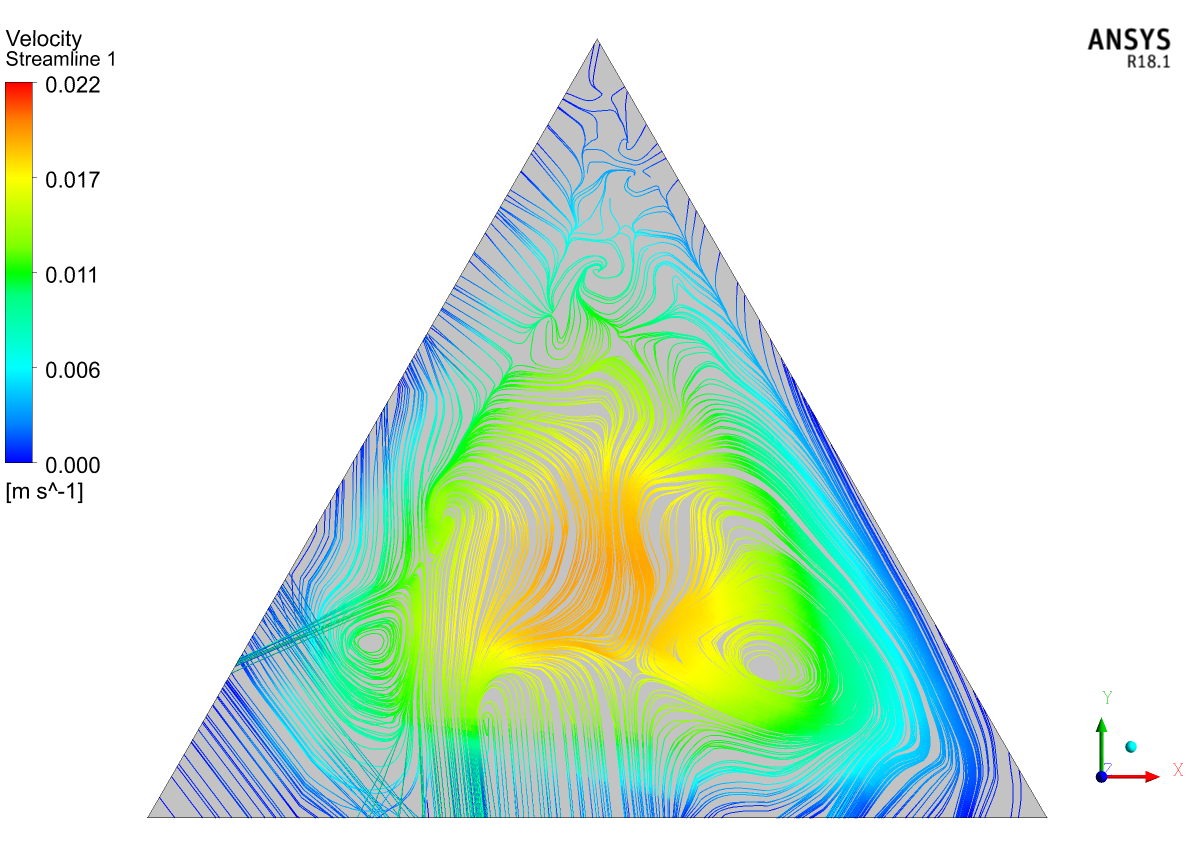 Velocity
Streamline 1
0.022
0.017
0.011
0.006
0.000
[m s^-1]
ANSYS
R18.1
Y
Z
X